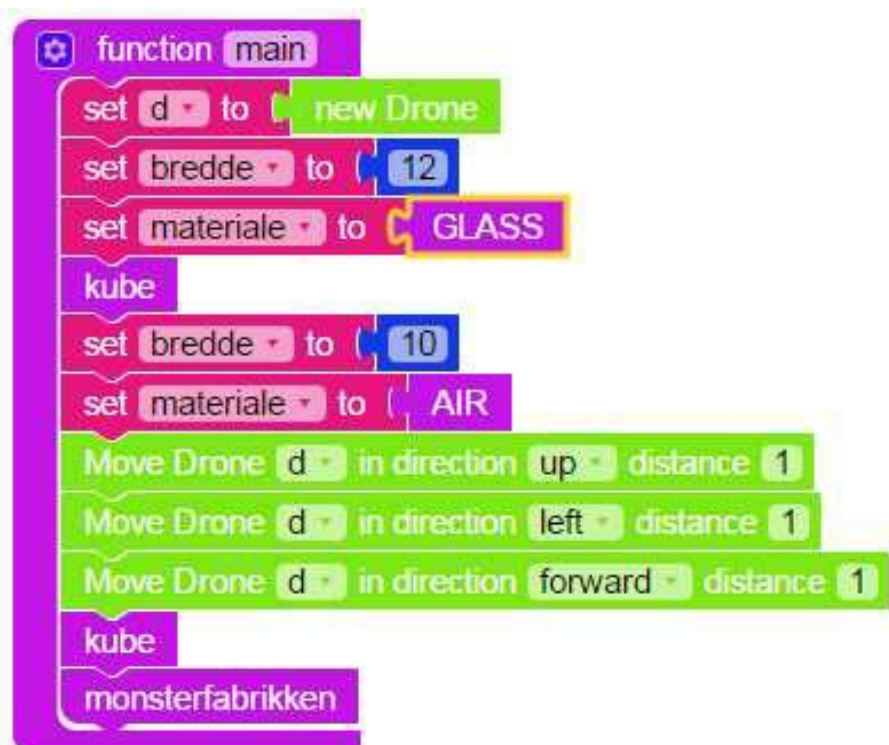 function main
set d to new Drone
set bredde to 12
set materiale to GLASS
kube
set bredde to 10
set materiale to AIR
Move Drone d in direction up distance 1
Move Drone d in direction left distance 1
Move Drone d in direction forward distance 1
kube
monsterfabrikken